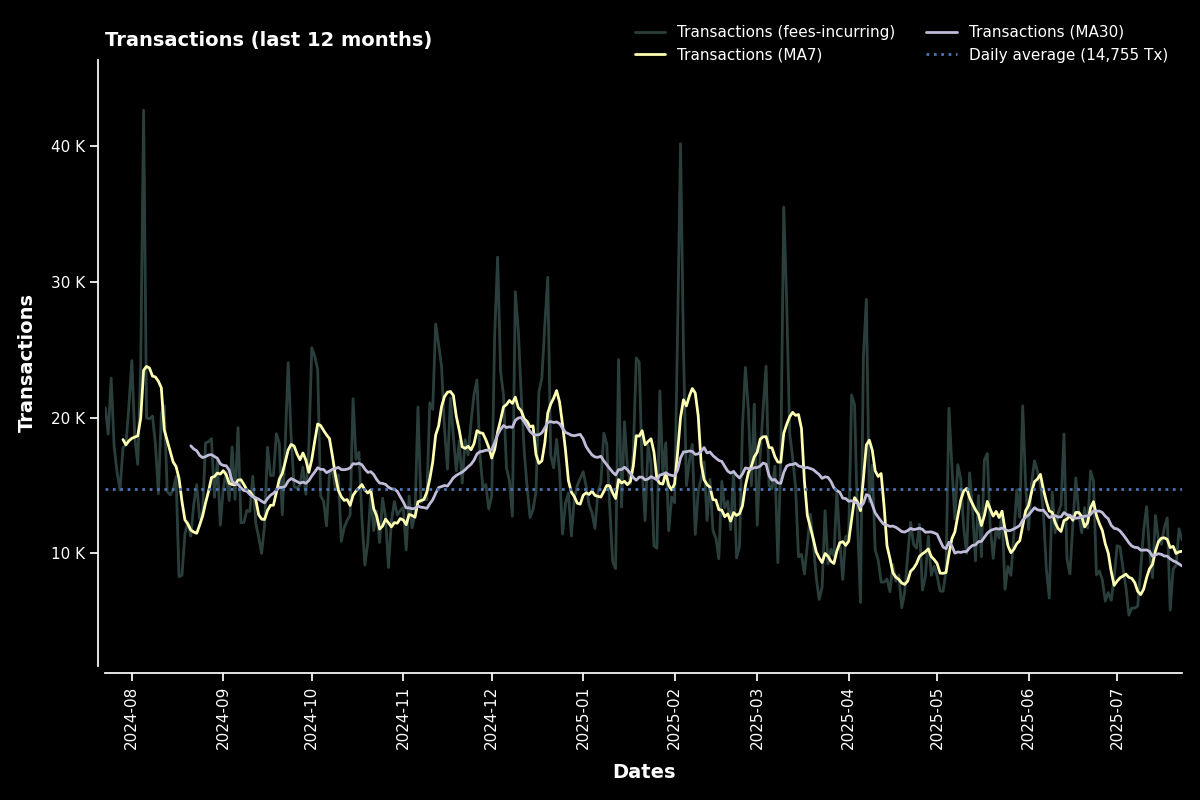 Transactions (last 12 months)
Transactions (fees-incurring)
Transactions (MA7)
Transactions (MA30)
Daily average (14,755 Tx)
Transactions
40 K
30 K
20 K
10 K
2024-08
2024-09
2024-10
2024-11
2024-12
2025-01
2025-02
2025-03
2025-04
2025-05
2025-06
2025-07
Dates